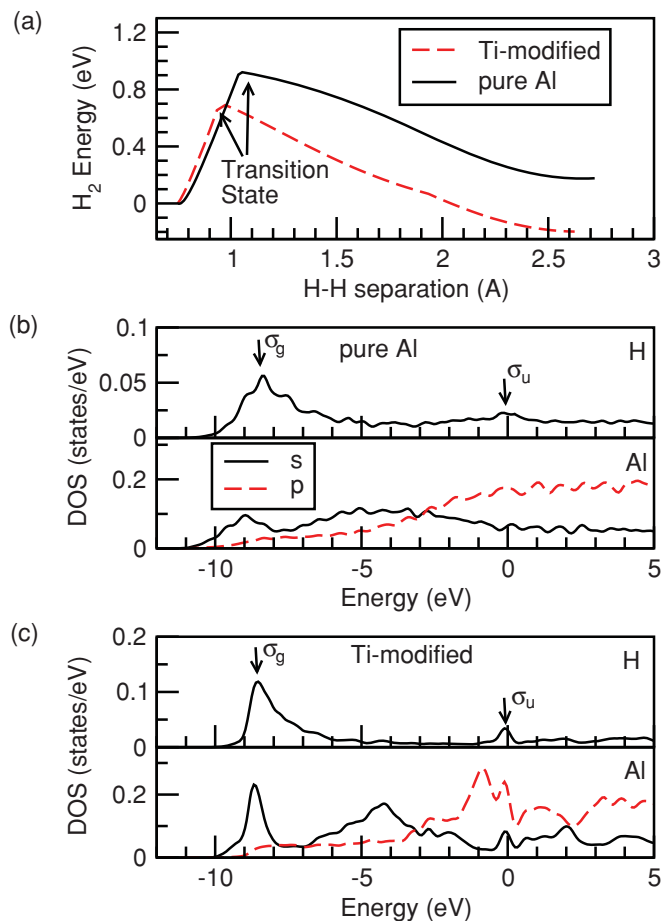 (a)
1.2
0.8
0.4
0
H₂ Energy (eV)
Ti-modified
pure Al
Transition
State
1 1.5 2 2.5 3
H-H separation (A)
(b)
0.1
0.05
0
σg
pure Al
σu
H
DOS (states/eV)
0.2
0
s
p
Al
-10 -5 0 5
Energy (eV)
(c)
0.2
0.1
0
σg
Ti-modified
σu
H
DOS (states/eV)
0.2
0
Al
-10 -5 0 5
Energy (eV)